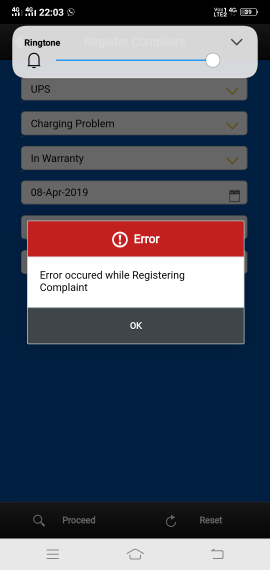 4G 4G 22:03
LTE2 4G 39
Ringtone
Register Complaint
UPS
Charging Problem
In Warranty
08-Apr-2019
Error
Error occured while Registering
Complaint
OK
Proceed
Reset